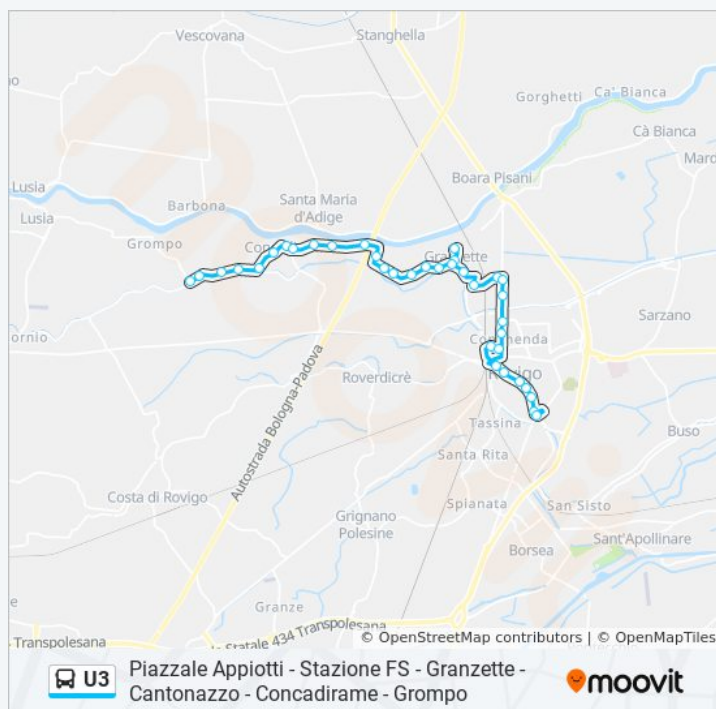 Stanghella
Vescovana
Gorghetti
Ca' Bianca
Cà Bianca
Boara Pisani
Lusia
Barbona
Santa Maria
d'Adige
Lusia
Grompo
Granzette
Sarzano
Roverdicrè
Rovigo
Autostrada Bologna-Padova
Tassina
Buso
Santa Rita
Costa di Rovigo
Spianata
San Sisto
Grignano
Polesine
Sant'Apollinare
Borsea
Granze
Statale 434 Transpolesana
Transpolesana
© OpenStreetMap contributors | © OpenMapTiles
U3
Piazzale Appiotti - Stazione FS - Granzette -
Cantonazzo - Concadirame - Grompo
moovit